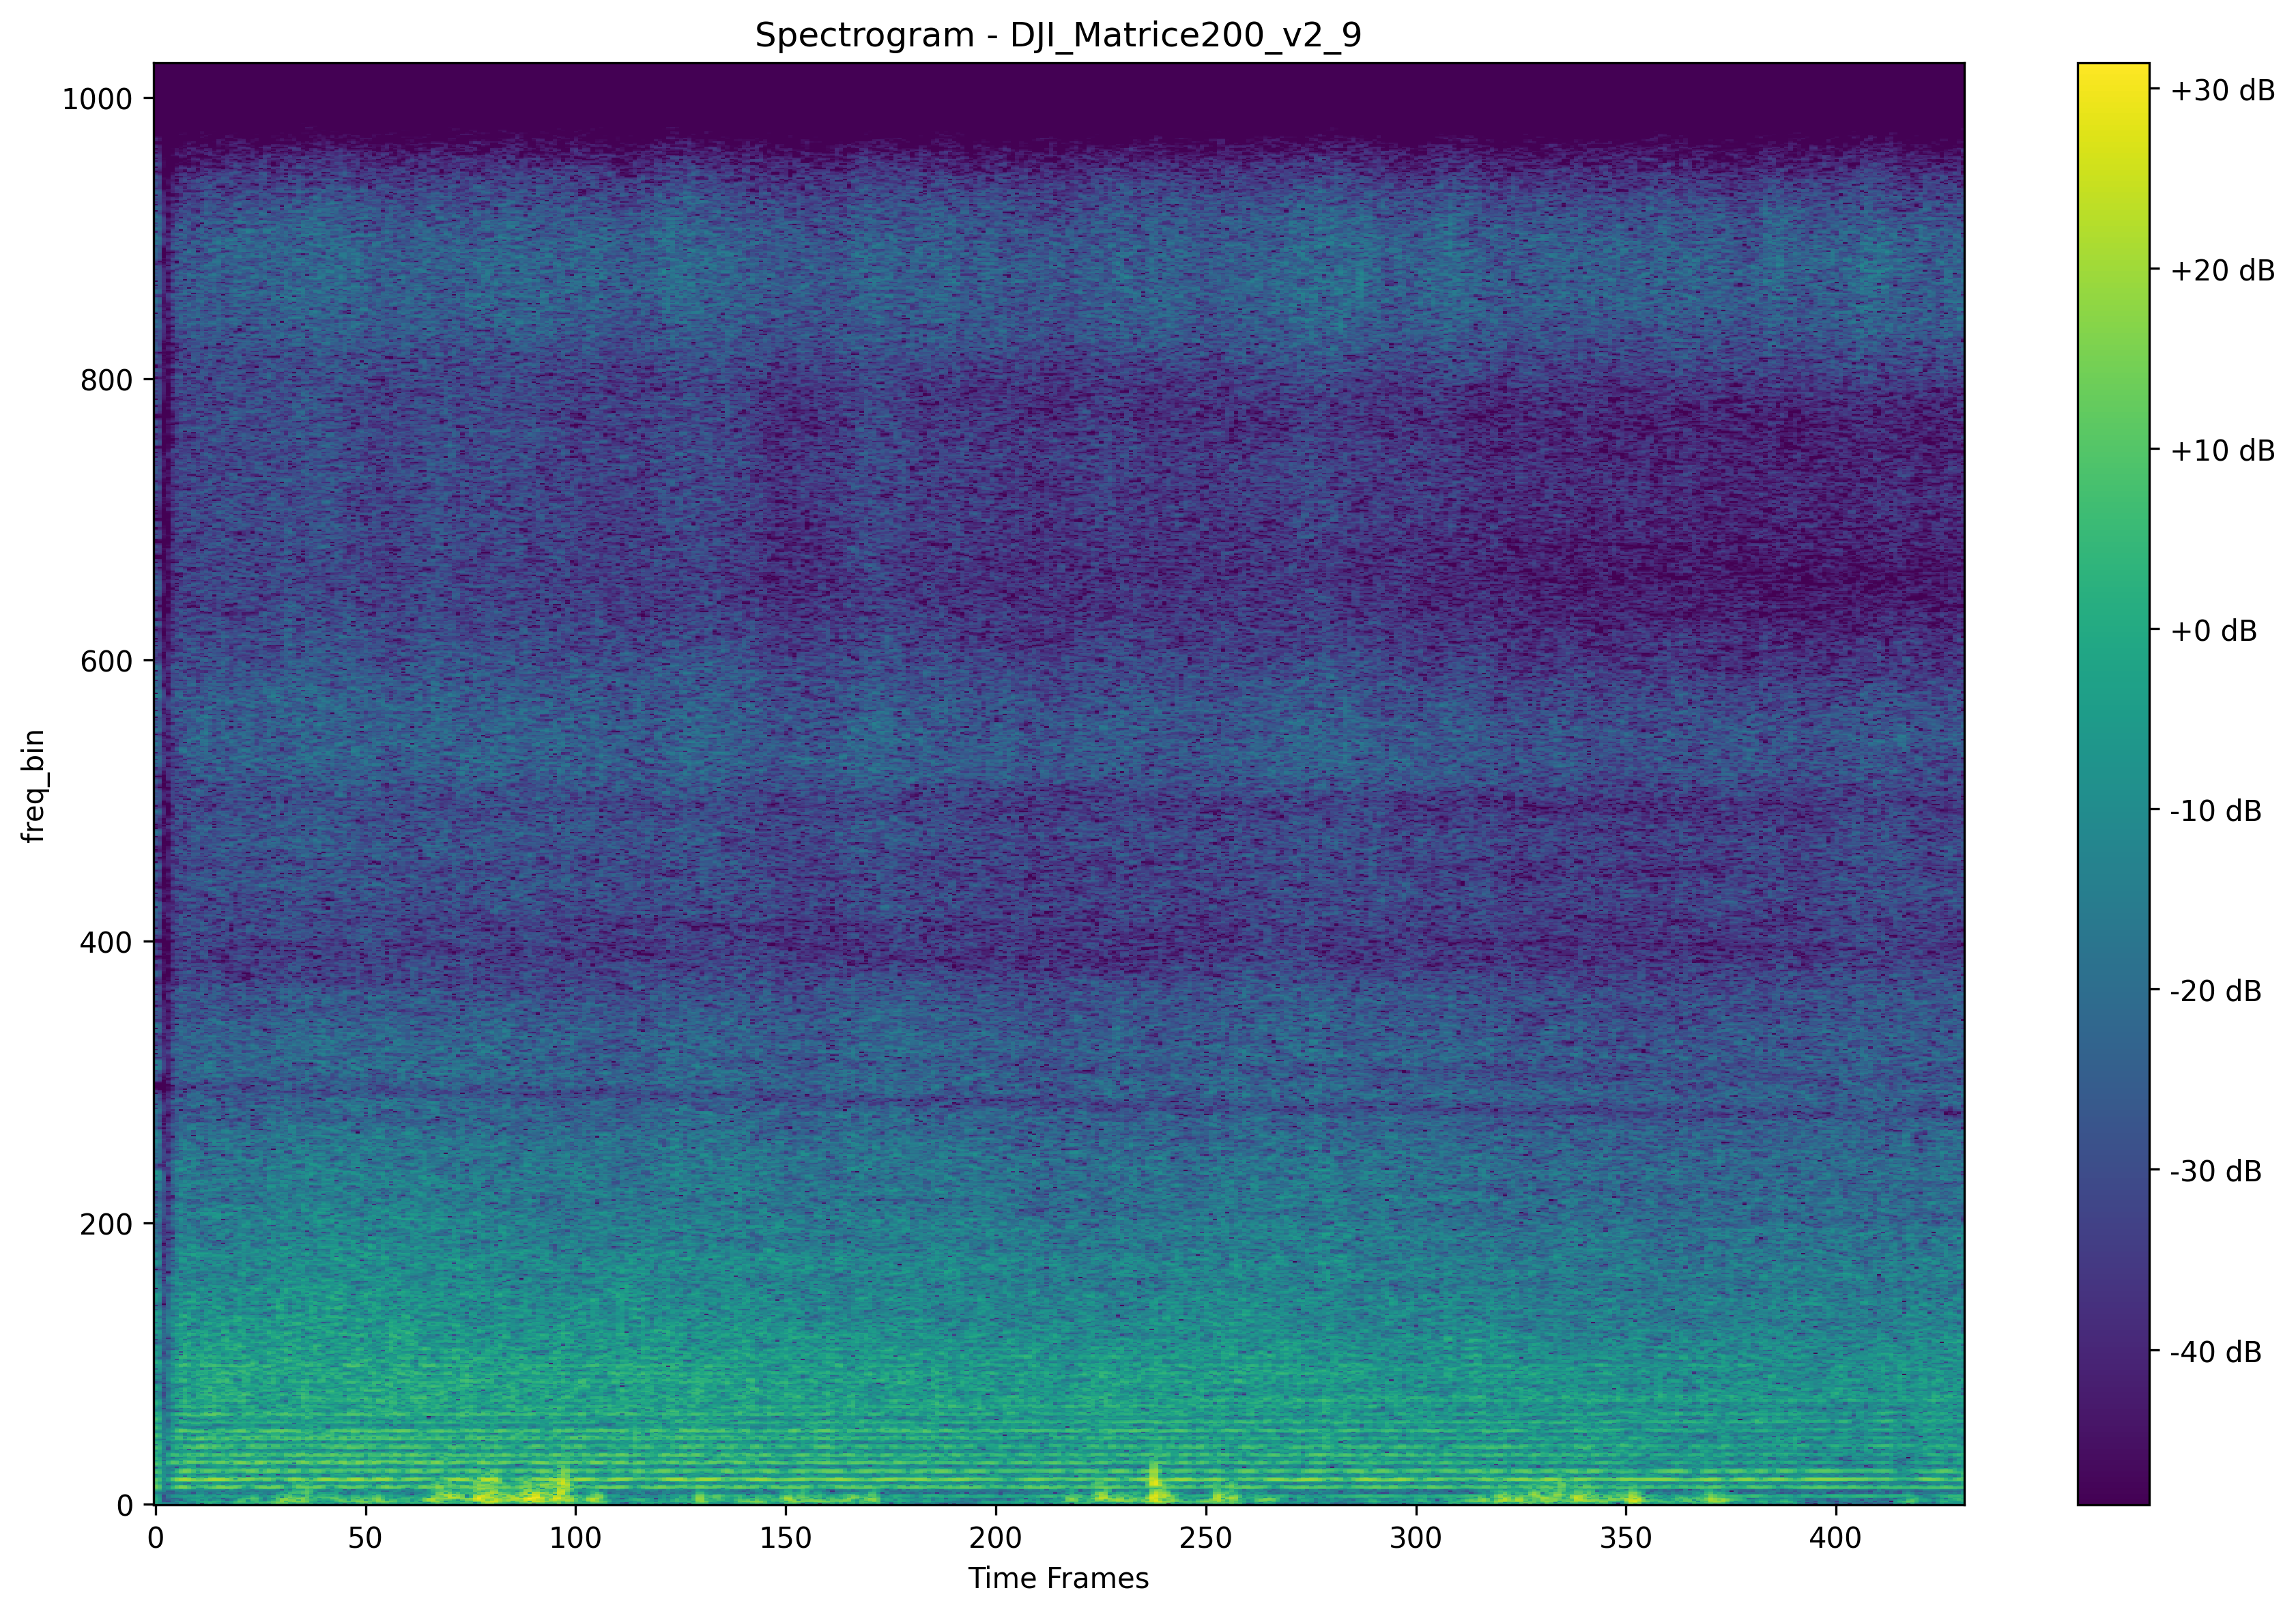 Spectrogram - DJI_Matrice200_v2_9
1000
800
600
400
200
0
freq_bin
0 50 100 150 200 250 300 350 400
Time Frames
+30 dB
+20 dB
+10 dB
+0 dB
-10 dB
-20 dB
-30 dB
-40 dB